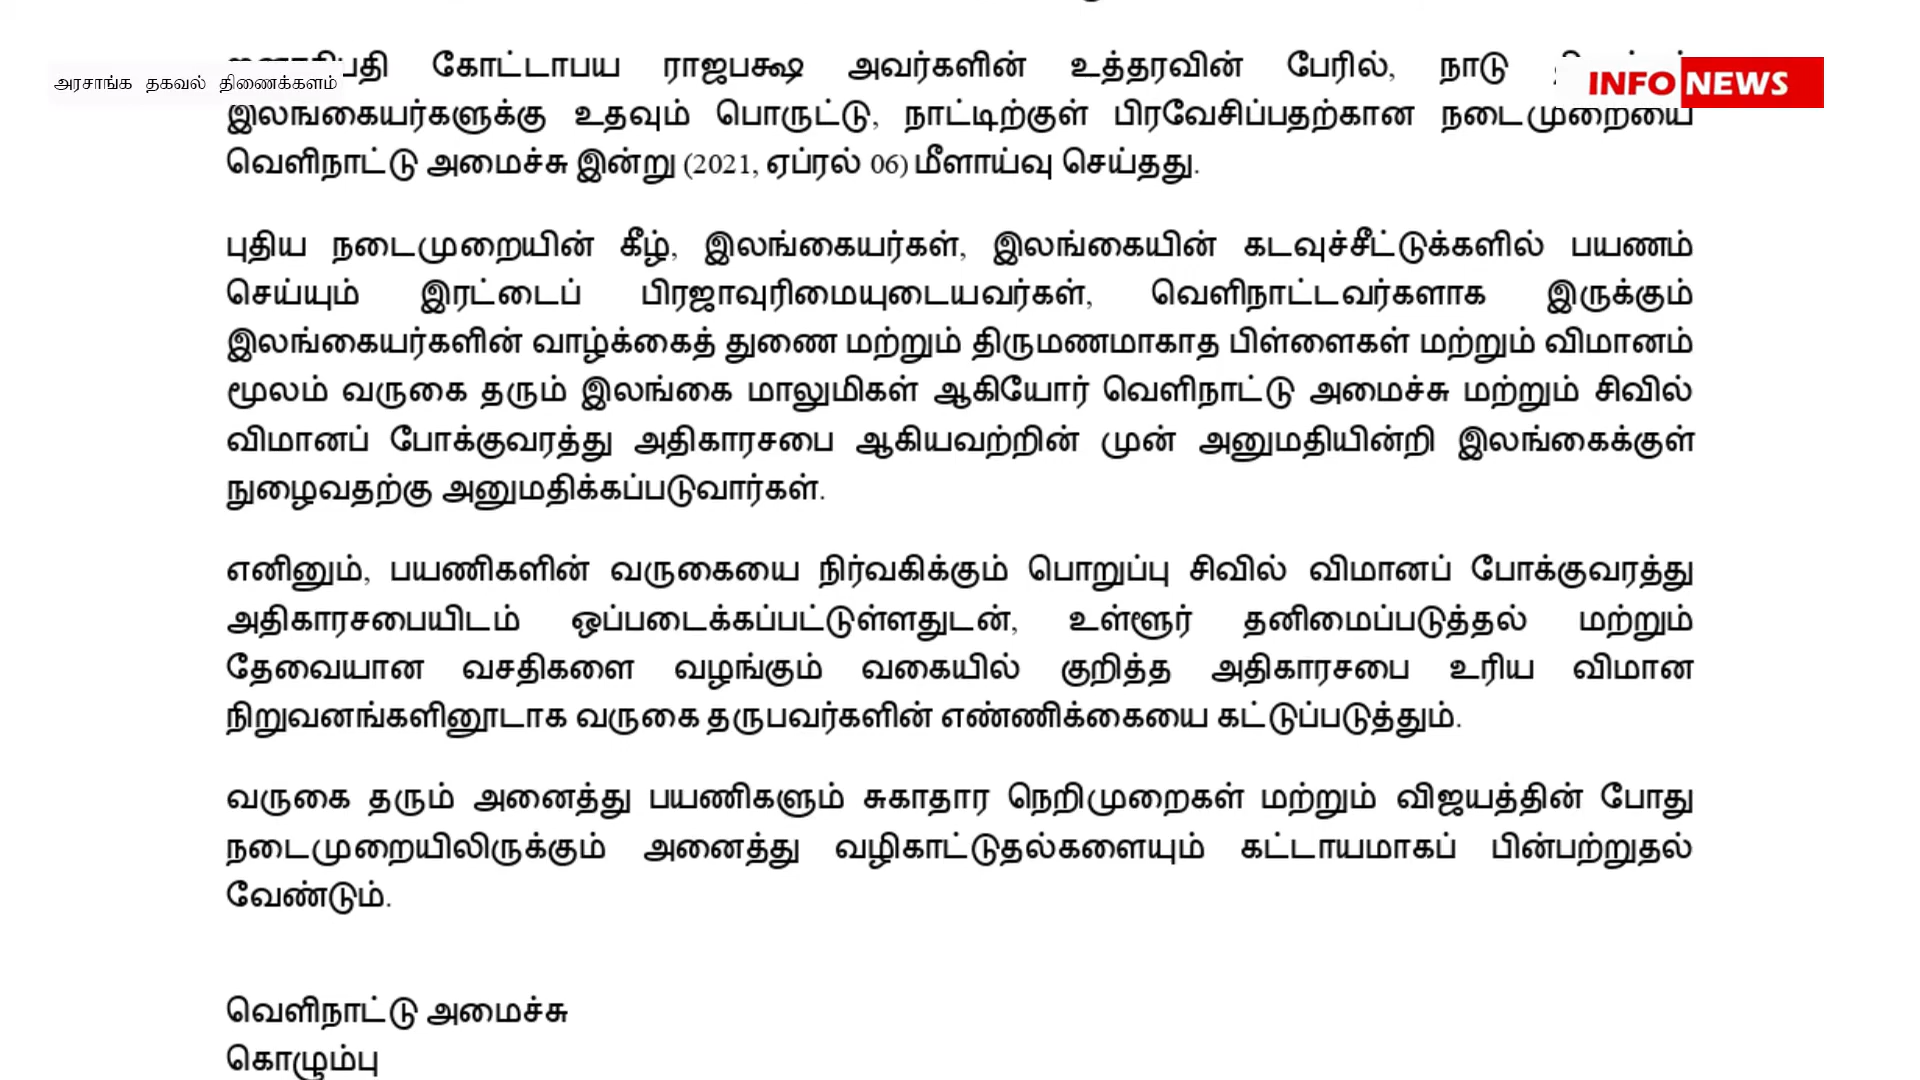 கோட்டாபய ராஜபக்ஷ அவர்களின் உத்தரவின் பேரில், நாடு
அரசாங்க தகவல் திணைக்களம்
INFO NEWS
இலங்கையர்களுக்கு உதவும் பொருட்டு, நாட்டிற்குள் பிரவேசிப்பதற்கான நடைமுறையை
வெளிநாட்டு அமைச்சு இன்று (2021, ஏப்ரல் 06) மீளாய்வு செய்தது.
புதிய நடைமுறையின் கீழ், இலங்கையர்கள், இலங்கையின் கடவுச்சீட்டுக்களில் பயணம்
செய்யும் இரட்டைப் பிரஜாவுரிமையுடையவர்கள், வெளிநாட்டவர்களாக இருக்கும்
இலங்கையர்களின் வாழ்க்கைத் துணை மற்றும் திருமணமாகாத பிள்ளைகள் மற்றும் விமானம்
மூலம் வருகை தரும் இலங்கை மாலுமிகள் ஆகியோர் வெளிநாட்டு அமைச்சு மற்றும் சிவில்
விமானப் போக்குவரத்து அதிகாரசபை ஆகியவற்றின் முன் அனுமதியின்றி இலங்கைக்குள்
நுழைவதற்கு அனுமதிக்கப்படுவார்கள்.
எனினும், பயணிகளின் வருகையை நிர்வகிக்கும் பொறுப்பு சிவில் விமானப் போக்குவரத்து
அதிகாரசபையிடம் ஒப்படைக்கப்பட்டுள்ளதுடன், உள்ளூர் தனிமைப்படுத்தல் மற்றும்
தேவையான வசதிகளை வழங்கும் வகையில் குறித்த அதிகாரசபை உரிய விமான
நிறுவனங்களினூடாக வருகை தருபவர்களின் எண்ணிக்கையை கட்டுப்படுத்தும்.
வருகை தரும் அனைத்து பயணிகளும் சுகாதார நெறிமுறைகள் மற்றும் விஜயத்தின் போது
நடைமுறையிலிருக்கும் அனைத்து வழிகாட்டுதல்களையும் கட்டாயமாகப் பின்பற்றுதல்
வேண்டும்.
வெளிநாட்டு அமைச்சு
கொழும்பு